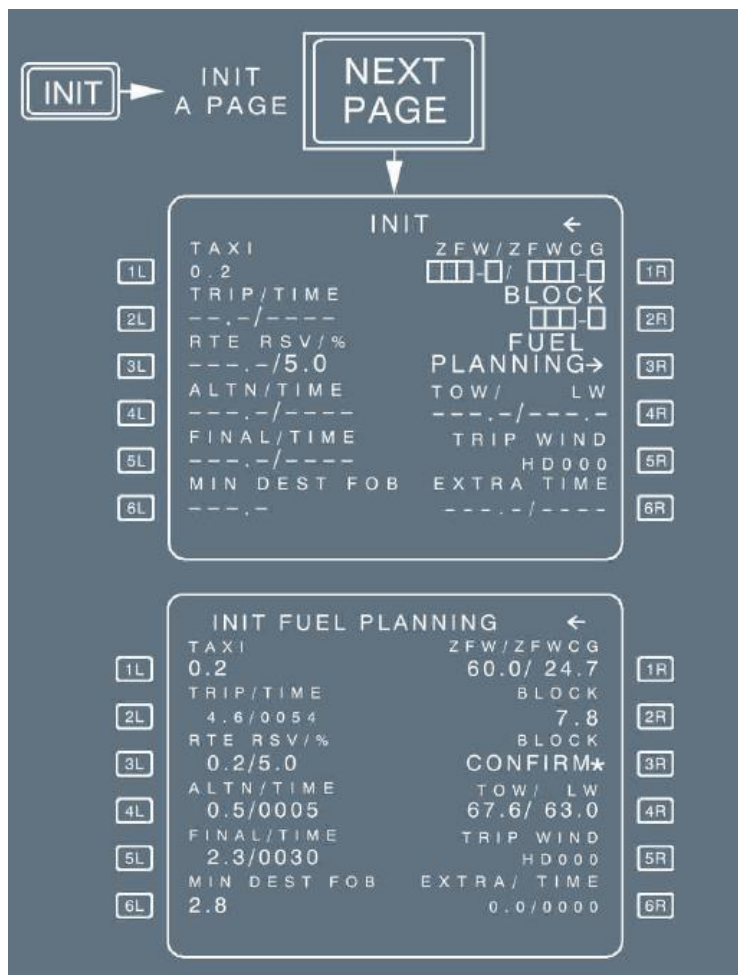 INIT
INIT
A PAGE
NEXT
PAGE
INIT ←
TAXI ZFW/ZFWCG
1L 0.2 □□□-□/ □□□-□ 1R
TRIP/TIME BLOCK
2L --.-/---- □□□-□ 2R
RTE RSV/% FUEL
3L ---.-/5.0 PLANNING→ 3R
ALTN/TIME TOW/ LW
4L --.-/---- ---.-/---.- 4R
FINAL/TIME TRIP WIND
5L ---.-/---- HD000 5R
MIN DEST FOB EXTRA TIME
6L ---.- ---.-/---- 6R
INIT FUEL PLANNING ←
TAXI ZFW/ZFWCG
1L 0.2 60.0/ 24.7 1R
TRIP/TIME BLOCK
2L 4.6/0054 7.8 2R
RTE RSV/% BLOCK
3L 0.2/5.0 CONFIRM* 3R
ALTN/TIME TOW/ LW
4L 0.5/0005 67.6/ 63.0 4R
FINAL/TIME TRIP WIND
5L 2.3/0030 HD000 5R
MIN DEST FOB EXTRA/ TIME
6L 2.8 0.0/0000 6R